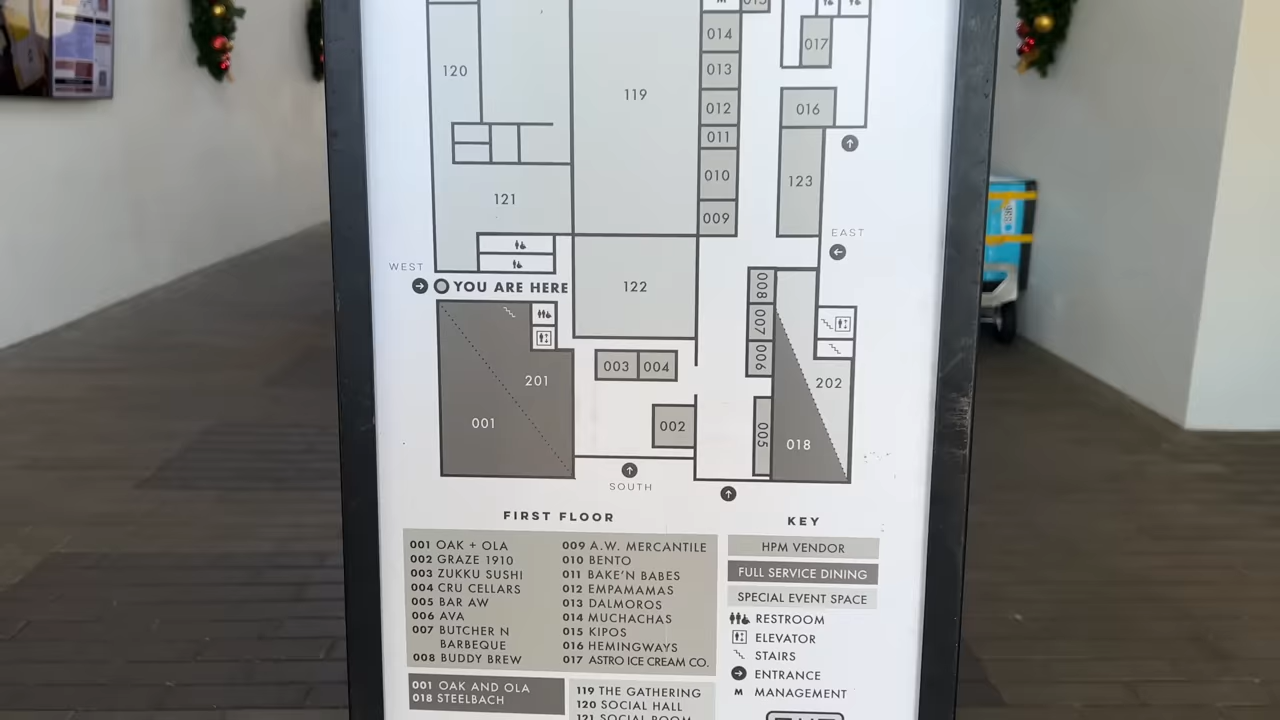 M 015
014
017
120
013
119
012
016
011
010
123
121
009
EAST
WEST
YOU ARE HERE
122
008
007
003 004
006
201
202
001
002
005
018
SOUTH
FIRST FLOOR
001 OAK + OLA
002 GRAZE 1910
003 ZUKKU SUSHI
004 CRU CELLARS
005 BAR AW
006 AVA
007 BUTCHER N
BARBEQUE
008 BUDDY BREW
009 A.W. MERCANTILE
010 BENTO
011 BAKE'N BABES
012 EMPAMAMAS
013 DALMOROS
014 MUCHACHAS
015 KIPOS
016 HEMINGWAYS
017 ASTRO ICE CREAM CO.
001 OAK AND OLA
018 STEELBACH
119 THE GATHERING
120 SOCIAL HALL
121 SOCIAL ROOM
KEY
HPM VENDOR
FULL SERVICE DINING
SPECIAL EVENT SPACE
RESTROOM
ELEVATOR
STAIRS
ENTRANCE
M MANAGEMENT